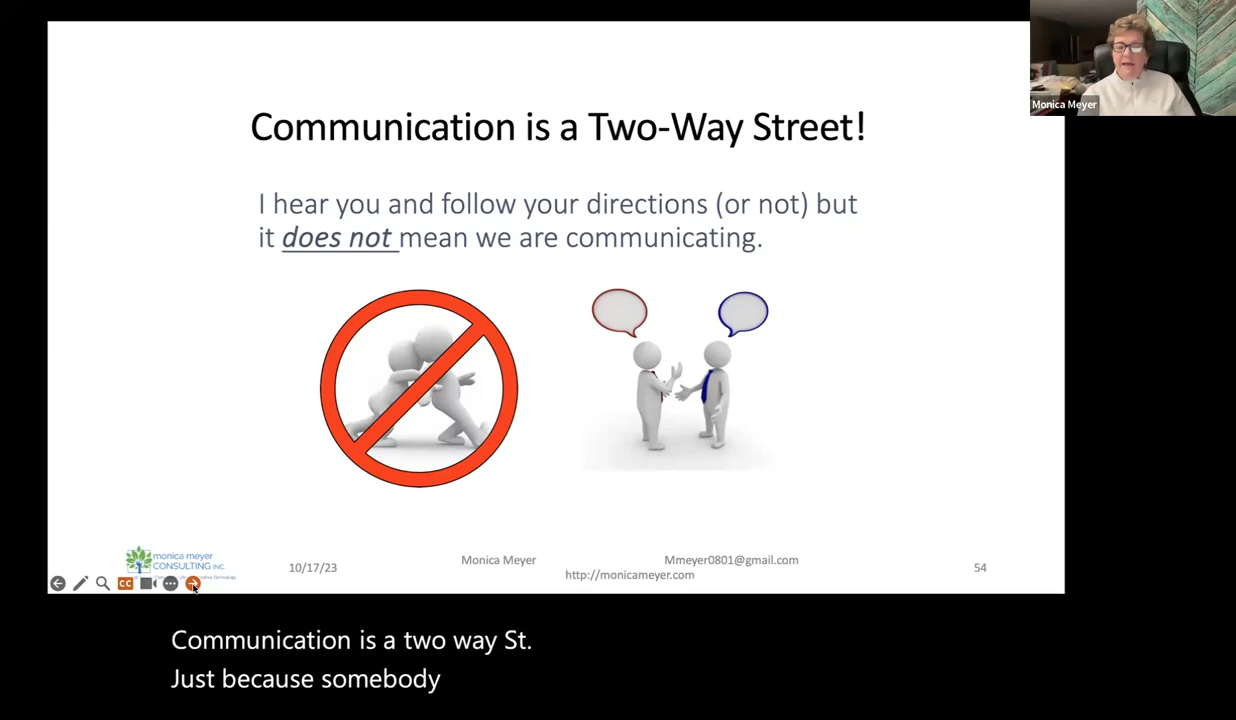 Monica Meyer
Communication is a Two-Way Street!
I hear you and follow your directions (or not) but
it does not mean we are communicating.
monica meyer
CONSULTING INC.
10/17/23
Monica Meyer
Mmeyer0801@gmail.com
http://monicameyer.com
54
CC
Communication is a two way St.
Just because somebody